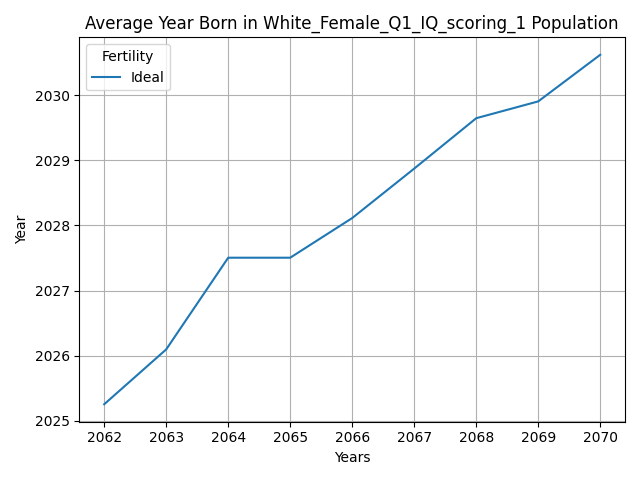 Average Year Born in White_Female_Q1_IQ_scoring_1 Population
Fertility
Ideal
Year
2030
2029
2028
2027
2026
2025
2062 2063 2064 2065 2066 2067 2068 2069 2070
Years